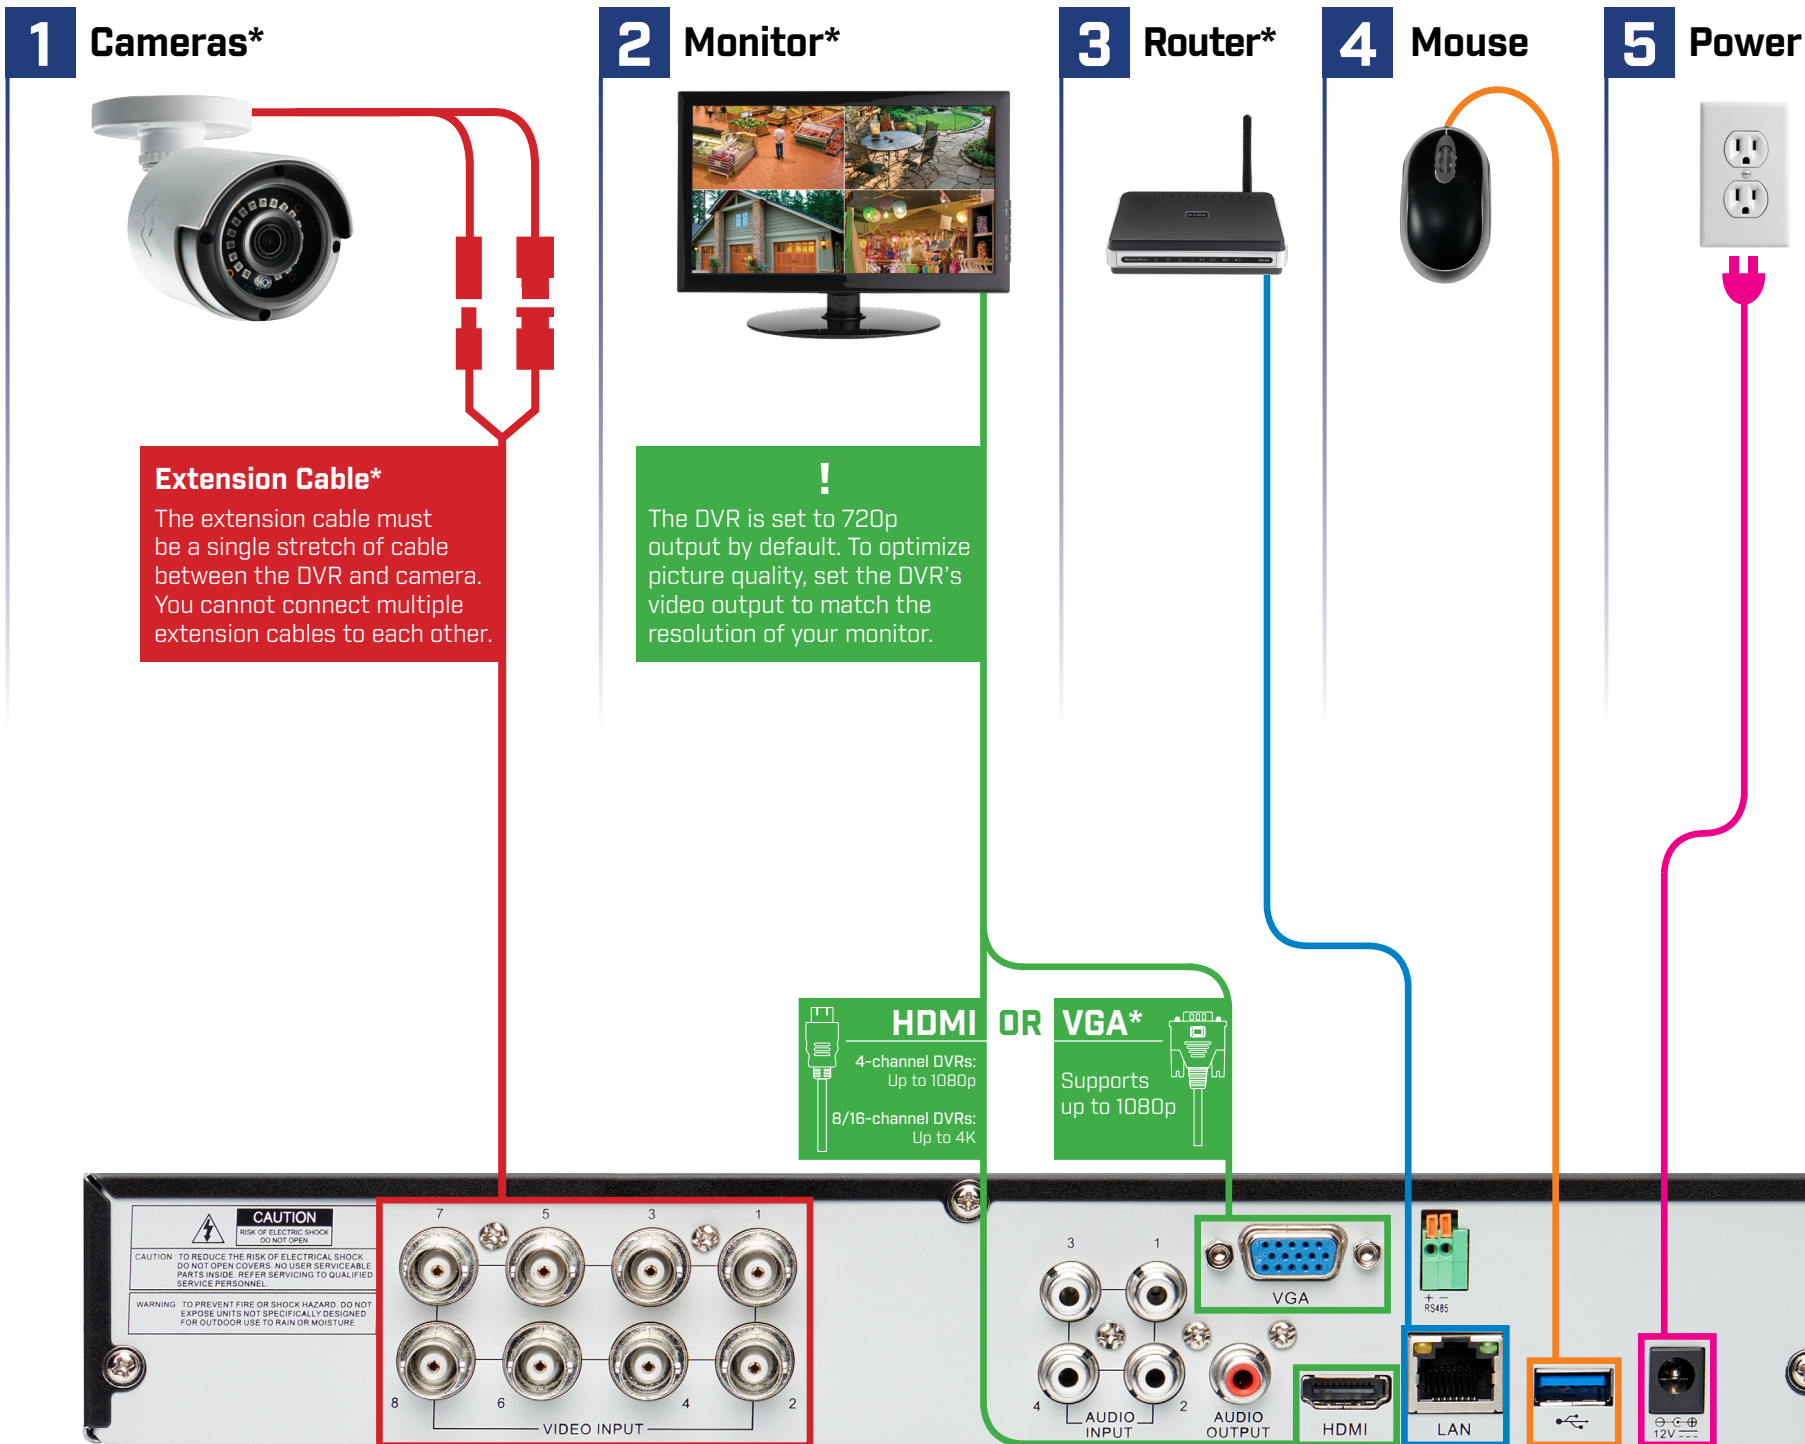 1 Cameras*
2 Monitor*
3 Router*
4 Mouse
5 Power
Extension Cable*
The extension cable must
be a single stretch of cable
between the DVR and camera.
You cannot connect multiple
extension cables to each other.
!
The DVR is set to 720p
output by default. To optimize
picture quality, set the DVR's
video output to match the
resolution of your monitor.
HDMI OR VGA*
4-channel DVRs:
Up to 1080p
8/16-channel DVRs:
Up to 4K
Supports
up to 1080p
CAUTION
RISK OF ELECTRIC SHOCK
DO NOT OPEN
CAUTION : TO REDUCE THE RISK OF ELECTRICAL SHOCK
DO NOT OPEN COVERS. NO USER SERVICEABLE
PARTS INSIDE. REFER SERVICING TO QUALIFIED
SERVICE PERSONNEL.
WARNING : TO PREVENT FIRE OR SHOCK HAZARD. DO NOT
EXPOSE UNITS NOT SPECIFICALLY DESIGNED
FOR OUTDOOR USE TO RAIN OR MOISTURE
7 5 3 1
8 6 4 2
VIDEO INPUT
3 1
4 2
AUDIO
INPUT
AUDIO
OUTPUT
VGA
HDMI
+ -
RS485
LAN
12V